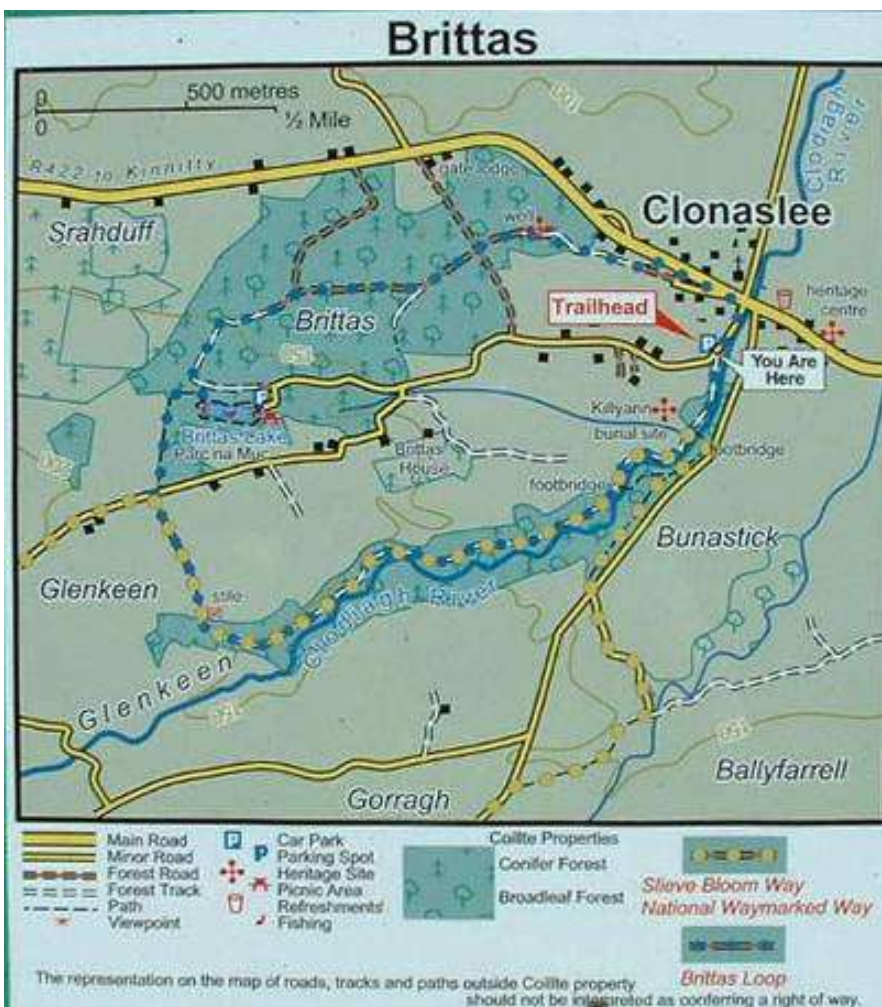 Brittas
0 500 metres
0 ½ Mile
R422 to Kinnitty
Clodiagh
River
gate lodge
Srahduff
well
Clonaslee
heritage
centre
Trailhead
Brittas
You Are
Here
Killyann
burial site
Brittas Lake
Parc na Muc
Brittas
House
footbridge
footbridge
Bunastick
Glenkeen
stile
Clodiagh River
Glenkeen
150
Ballyfarrell
Gorragh
Main Road
Minor Road
Forest Road
Forest Track
Path
Viewpoint
P Car Park
P Parking Spot
Heritage Site
Picnic Area
Refreshments
Fishing
Coillte Properties
Conifer Forest
Broadleaf Forest
Slieve Bloom Way
National Waymarked Way
Brittas Loop
The representation on the map of roads, tracks and paths outside Coillte property
should not be interpreted as conferring a right of way.